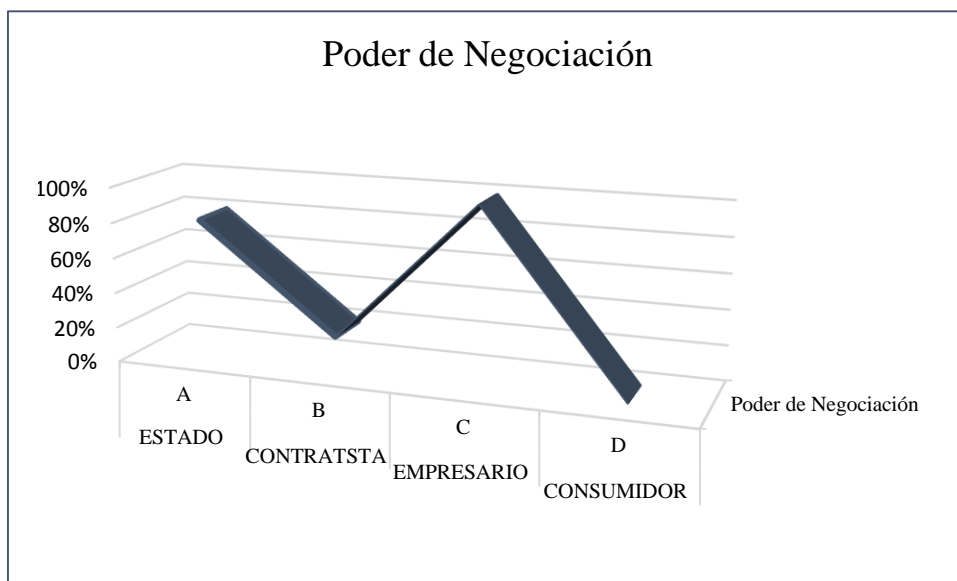 Poder de Negociación
100%
80%
60%
40%
20%
0%
A
B
C
D
ESTADO
CONTRATSTA
EMPRESARIO
CONSUMIDOR
Poder de Negociación